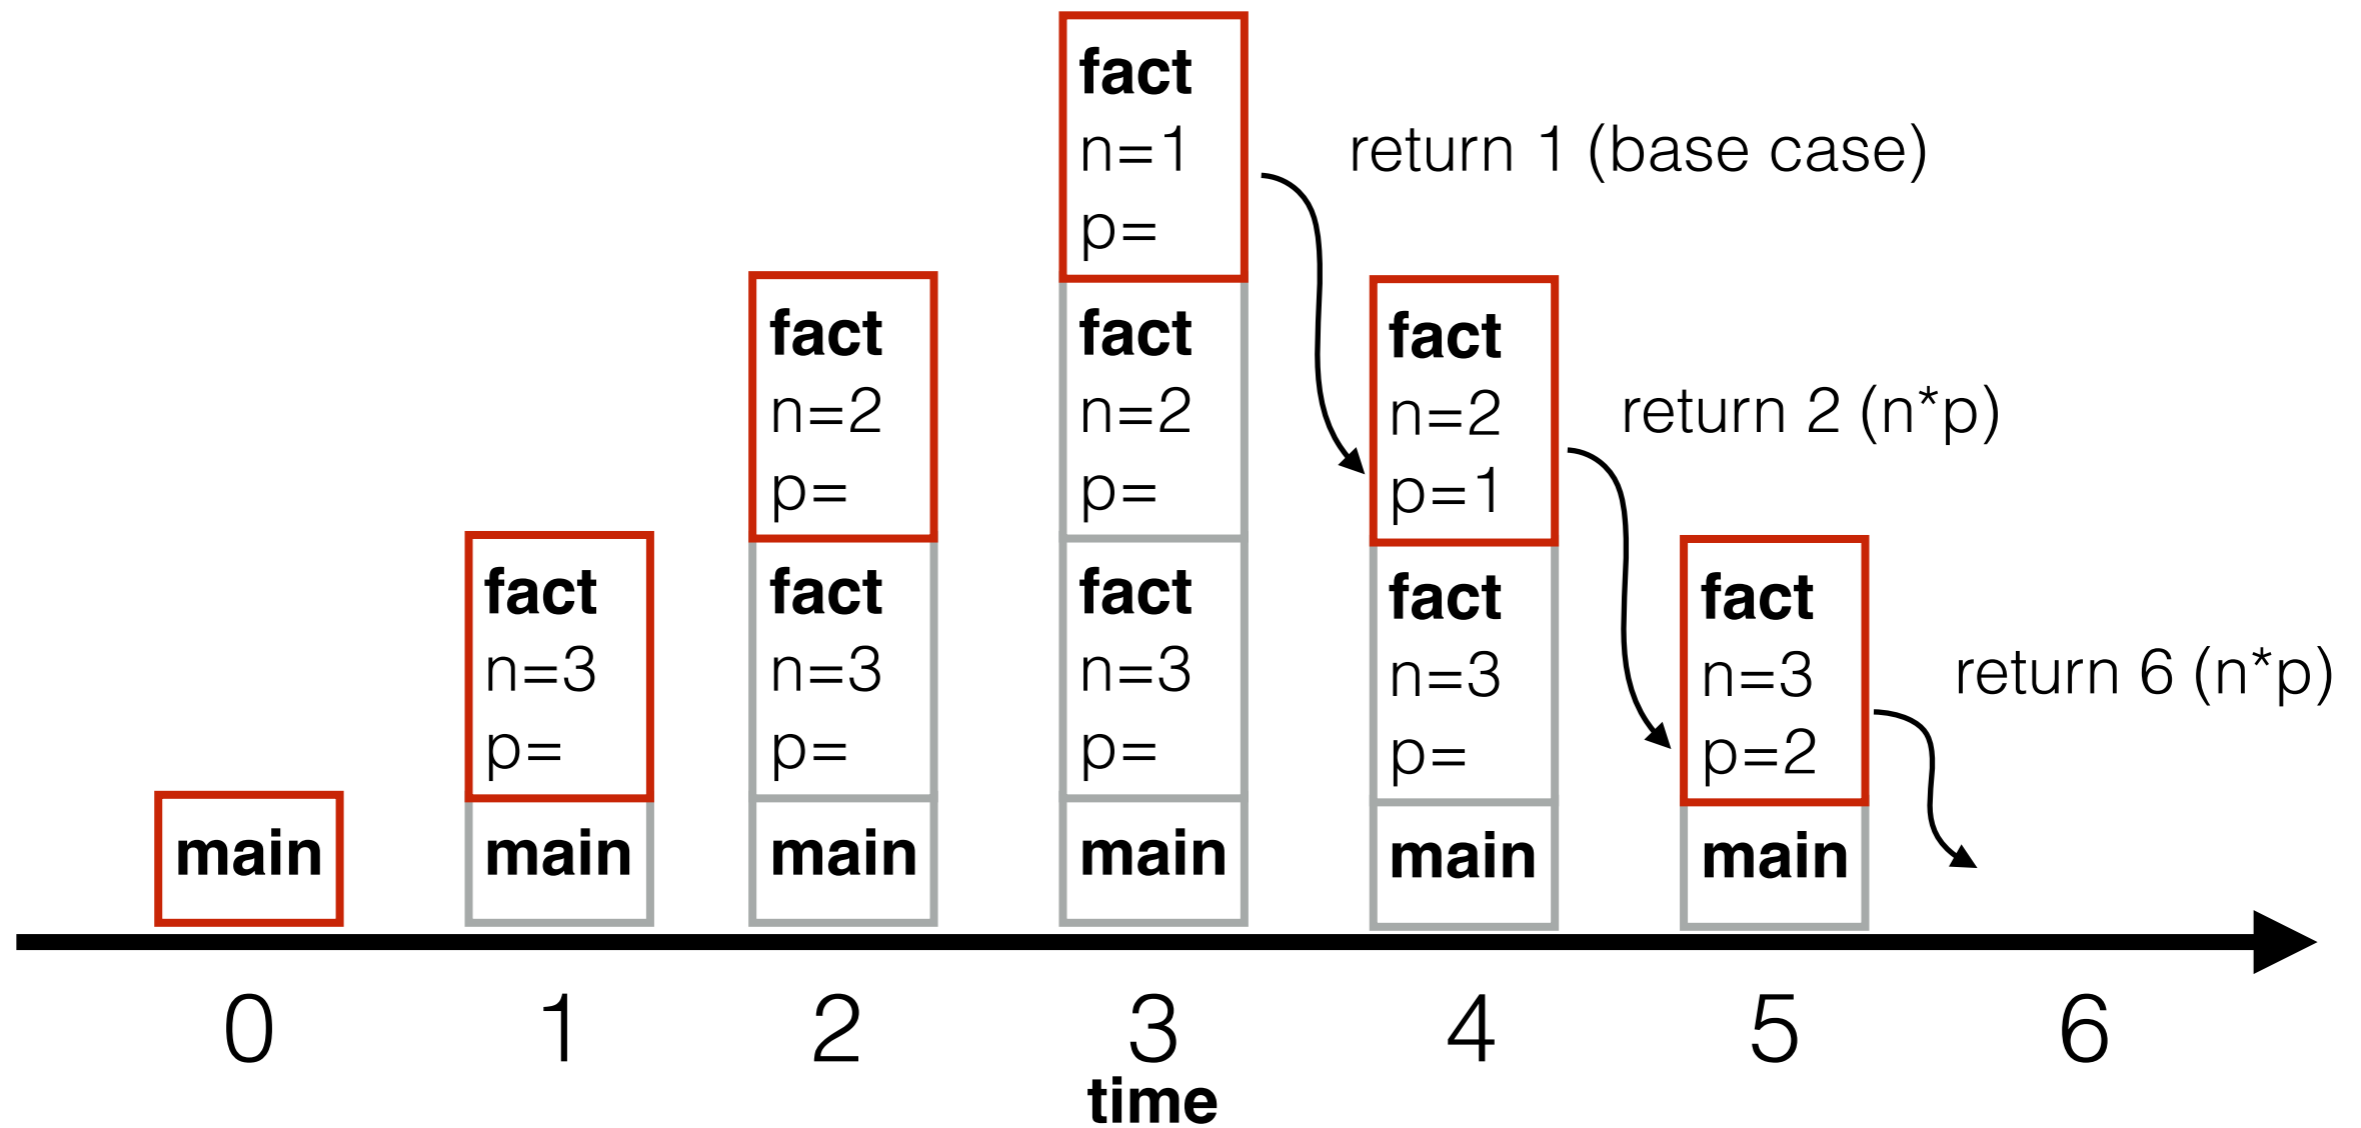 main
fact
n=3
p=
main
fact
n=2
p=
fact
n=3
p=
main
fact
n=1
p=
fact
n=2
p=
fact
n=3
p=
main
return 1 (base case)
fact
n=2
p=1
fact
n=3
p=
main
return 2 (n*p)
fact
n=3
p=2
main
return 6 (n*p)
0 1 2 3 4 5 6
time